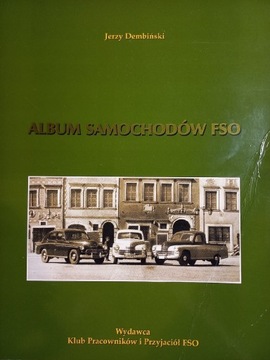 Jerzy Dembiński
ALBUM SAMOCHODÓW FSO
Wydawca
Klub Pracowników i Przyjaciół FSO